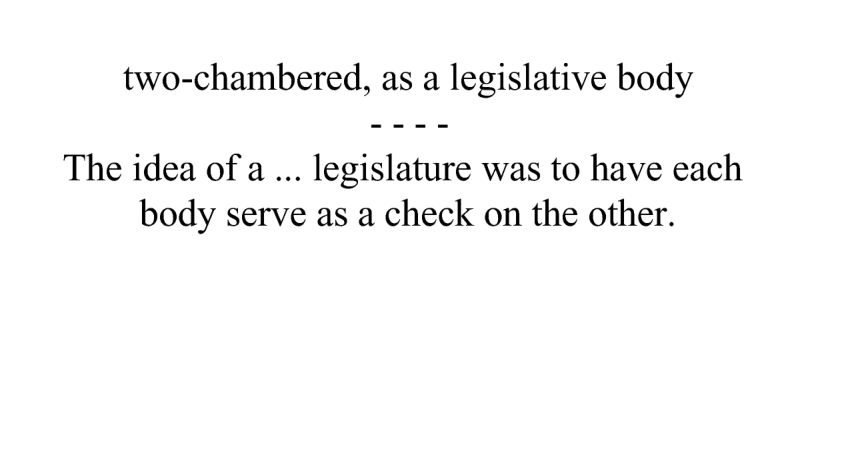 two-chambered, as a legislative body
- - - -
The idea of a ... legislature was to have each
body serve as a check on the other.